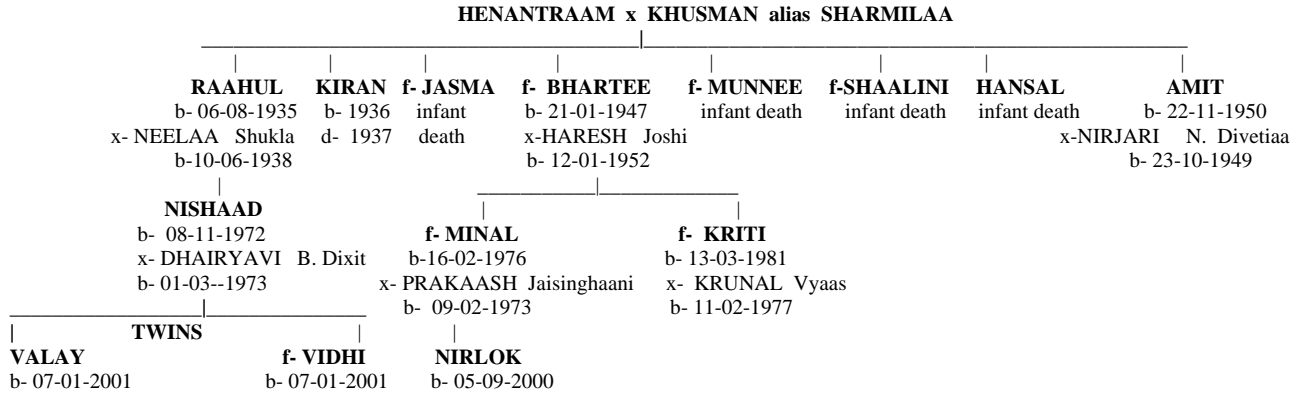 HENANTRAAM x KHUSMAN alias SHARMILAA
RAAHUL KIRAN f- JASMA f- BHARTEE f- MUNNEE f-SHAALINI HANSAL AMIT
b- 06-08-1935 b- 1936 infant b- 21-01-1947 infant death infant death infant death b- 22-11-1950
x- NEELAA Shukla d- 1937 death x-HARESH Joshi x-NIRJARI N. Divetiaa
b-10-06-1938 b- 12-01-1952 b- 23-10-1949
NISHAAD
b- 08-11-1972 f- MINAL f- KRITI
x- DHAIRYAVI B. Dixit b-16-02-1976 b- 13-03-1981
b- 01-03--1973 x- PRAKAASH Jaisinghaani x- KRUNAL Vyaas
b- 09-02-1973 b- 11-02-1977
TWINS
VALAY f- VIDHI NIRLOK
b- 07-01-2001 b- 07-01-2001 b- 05-09-2000